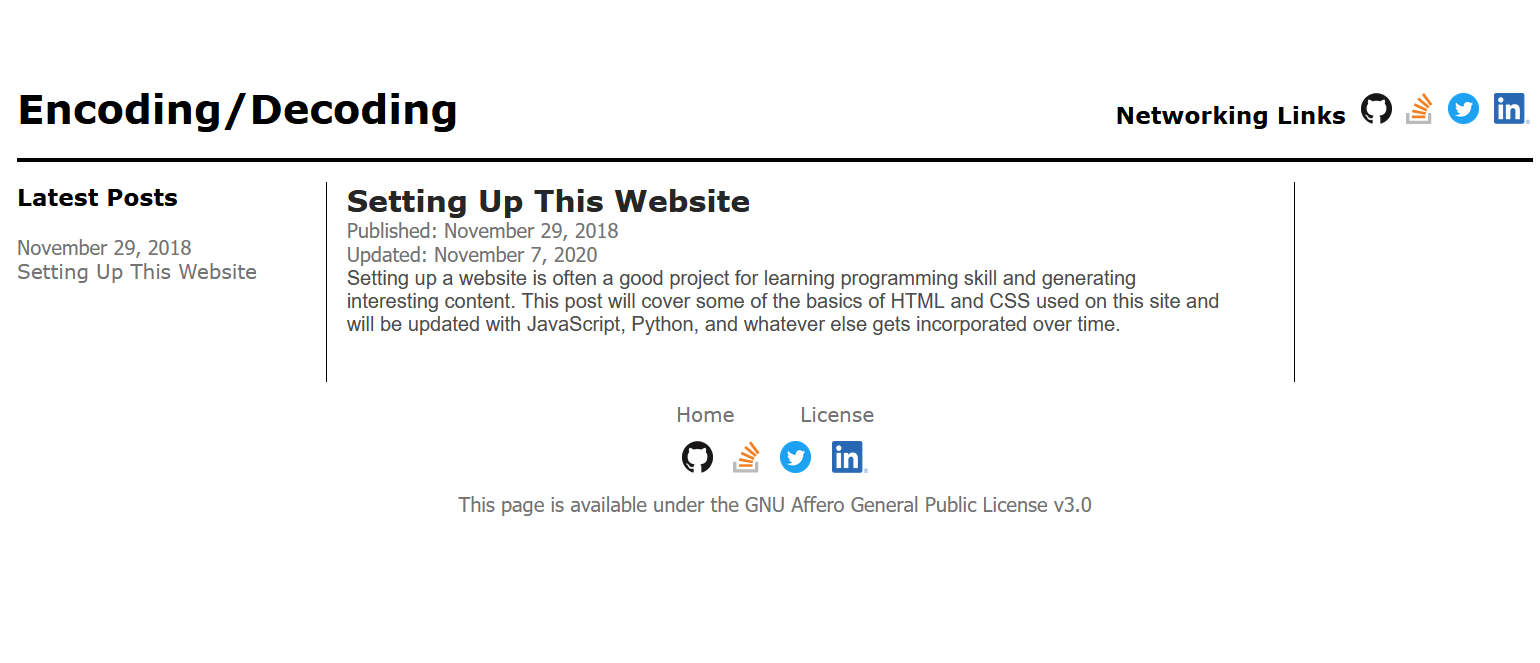 Encoding/Decoding
Networking Links
in
Latest Posts
November 29, 2018
Setting Up This Website
Setting Up This Website
Published: November 29, 2018
Updated: November 7, 2020
Setting up a website is often a good project for learning programming skill and generating
interesting content. This post will cover some of the basics of HTML and CSS used on this site and
will be updated with JavaScript, Python, and whatever else gets incorporated over time.
Home
License
in
This page is available under the GNU Affero General Public License v3.0